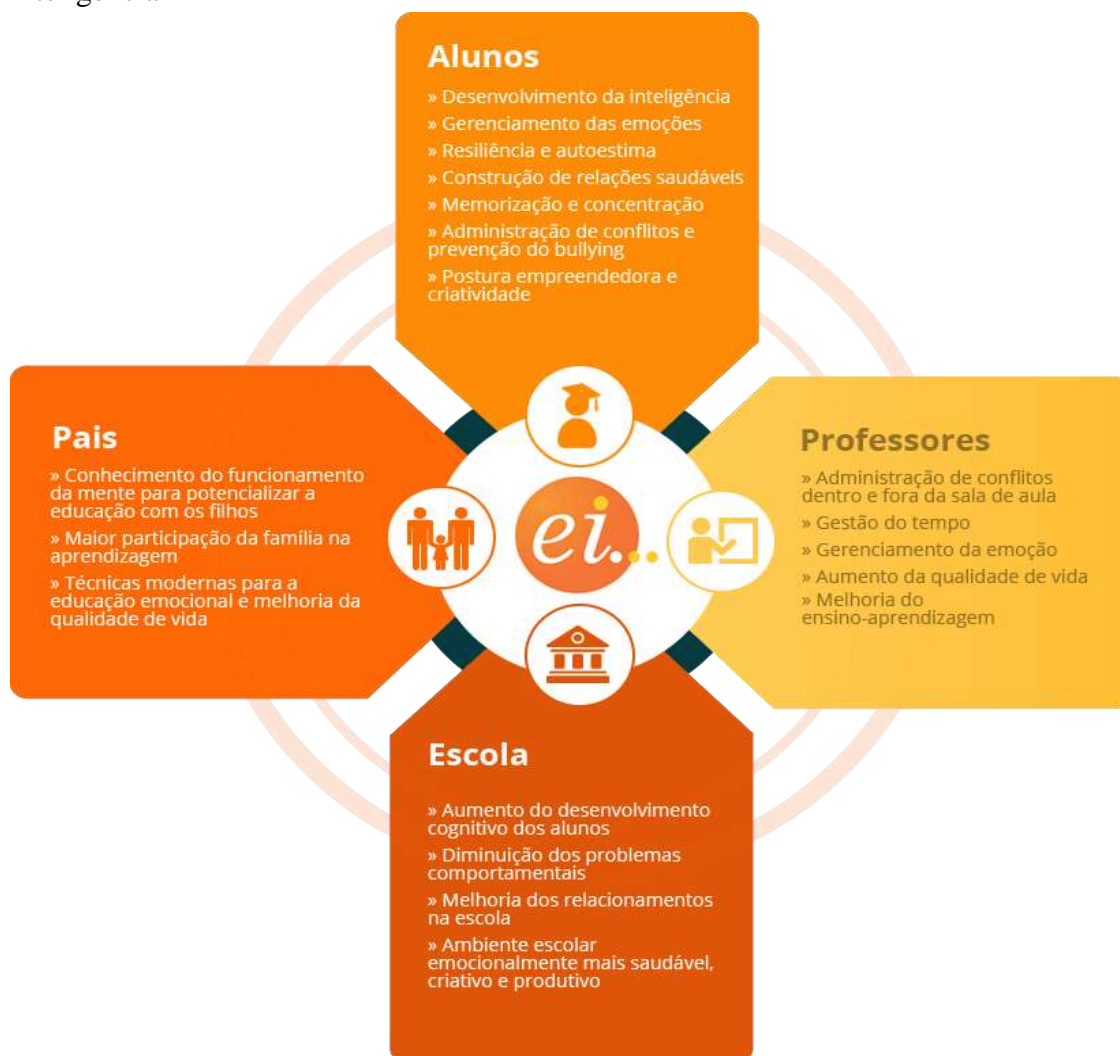 Alunos
» Desenvolvimento da inteligência
» Gerenciamento das emoções
» Resiliência e autoestima
» Construção de relações saudáveis
» Memorização e concentração
» Administração de conflitos e
prevenção do bullying
» Postura empreendedora e
criatividade
Pais
» Conhecimento do funcionamento
da mente para potencializar a
educação com os filhos
» Maior participação da família na
aprendizagem
» Técnicas modernas para a
educação emocional e melhoria da
qualidade de vida
ei...
Professores
» Administração de conflitos
dentro e fora da sala de aula
» Gestão do tempo
» Gerenciamento da emoção
» Aumento da qualidade de vida
» Melhoria do
ensino-aprendizagem
Escola
» Aumento do desenvolvimento
cognitivo dos alunos
» Diminuição dos problemas
comportamentais
» Melhoria dos relacionamentos
na escola
» Ambiente escolar
emocionalmente mais saudável,
criativo e produtivo